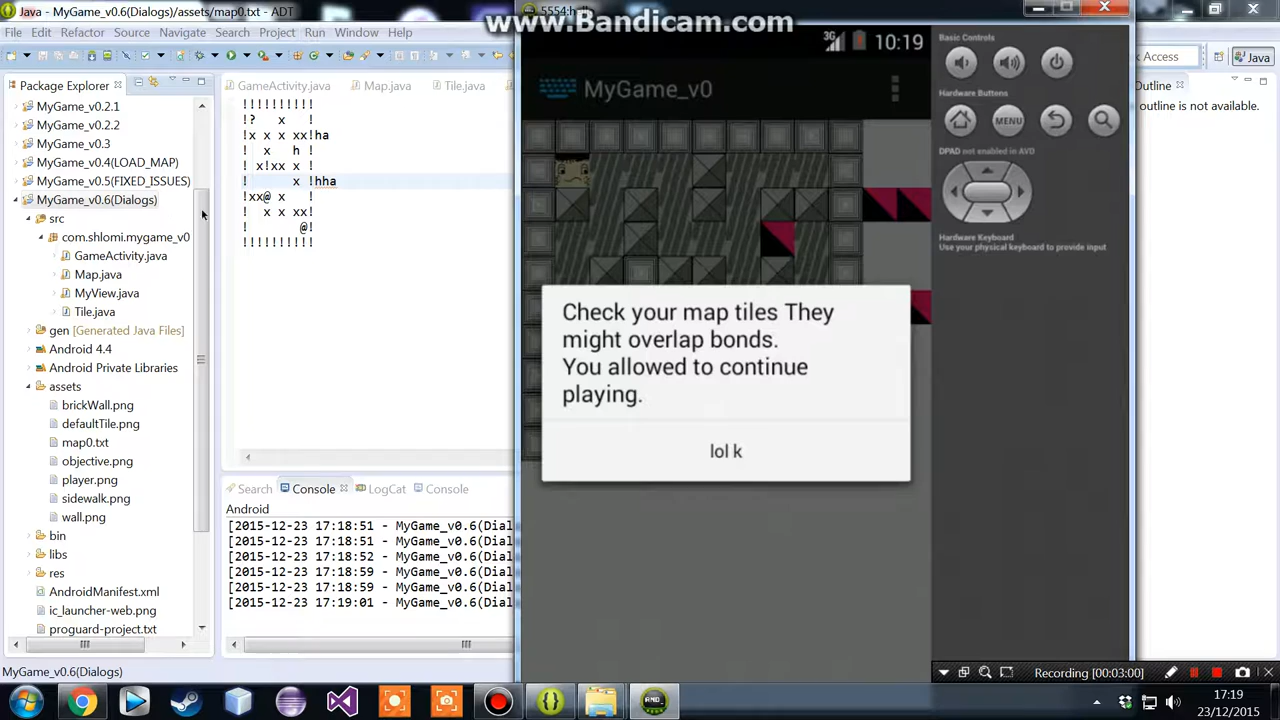 Java - MyGame_v0.6(Dialogs)/assets/map0.txt - ADT
www.Bandicam.com
File Edit Refactor Source Navigate Search Project Run Window Help
Access
Java
Package Explorer
MyGame_v0.2.1
MyGame_v0.2.2
MyGame_v0.3
MyGame_v0.4(LOAD_MAP)
MyGame_v0.5(FIXED_ISSUES)
MyGame_v0.6(Dialogs)
src
com.shlomi.mygame_v0
GameActivity.java
Map.java
MyView.java
Tile.java
gen [Generated Java Files]
Android 4.4
Android Private Libraries
assets
brickWall.png
default_tile.png
map0.txt
objective.png
player.png
sidewalk.png
wall.png
bin
libs
res
AndroidManifest.xml
ic_launcher-web.png
proguard-project.txt
GameActivity.java Map.java Tile.java
!!!!!!!!!!
!? x !
!x x x xx!ha
! x h !
! x !
! x !hha
!xx@ x
! x x xx!
! @!
!!!!!!!!!!
Search Console LogCat Console
Android
[2015-12-23 17:18:51 - MyGame_v0.6(Dial
[2015-12-23 17:18:51 - MyGame_v0.6(Dial
[2015-12-23 17:18:52 - MyGame_v0.6(Dial
[2015-12-23 17:18:59 - MyGame_v0.6(Dial
[2015-12-23 17:18:59 - MyGame_v0.6(Dial
[2015-12-23 17:19:01 - MyGame_v0.6(Dial
3G 10:19
MyGame_v0
Check your map tiles They
might overlap bonds.
You allowed to continue
playing.
lol k
Basic Controls
Hardware Buttons
MENU
DPAD not enabled in AVD
Hardware Keyboard
Use your physical keyboard to provide input
Outline
outline is not available.
Recording [00:03:00]
MyGame_v0.6(Dialogs)
17:19
23/12/2015